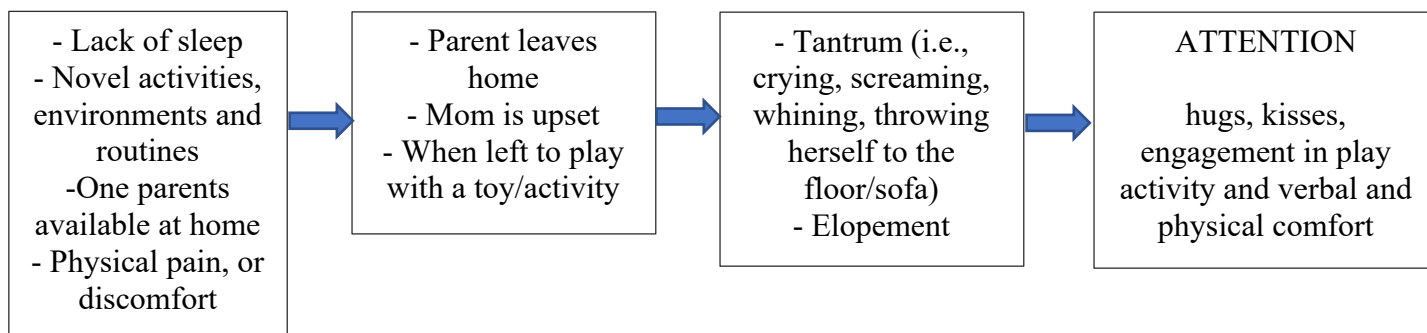 - Lack of sleep
- Novel activities,
environments and
routines
-One parents
available at home
- Physical pain, or
discomfort
- Parent leaves
home
- Mom is upset
- When left to play
with a toy/activity
- Tantrum (i.e.,
crying, screaming,
whining, throwing
herself to the
floor/sofa)
- Elopement
ATTENTION
hugs, kisses,
engagement in play
activity and verbal and
physical comfort